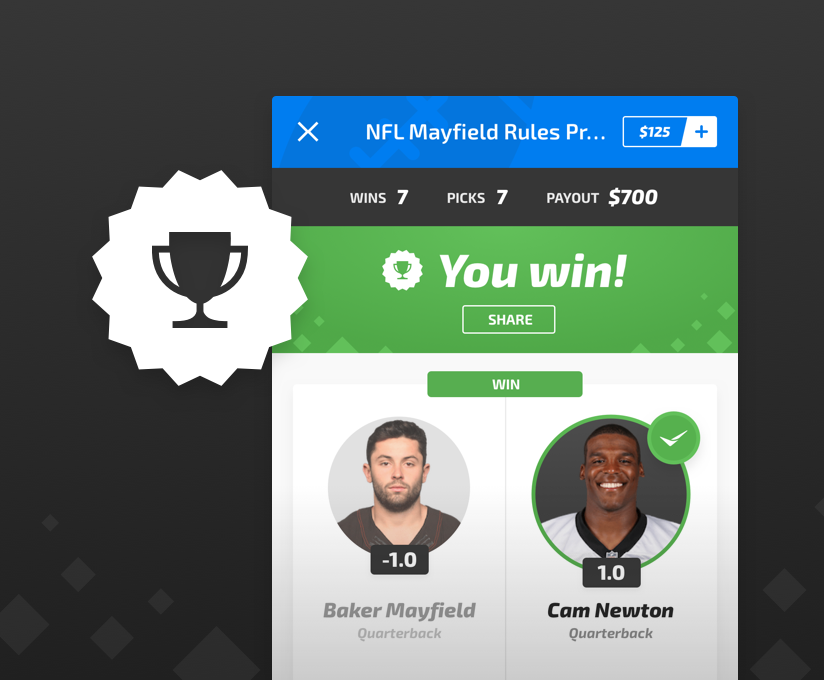 NFL Mayfield Rules Pr...
$125 +
WINS 7 PICKS 7 PAYOUT $700
You win!
SHARE
WIN
-1.0 1.0
Baker Mayfield Cam Newton
Quarterback Quarterback